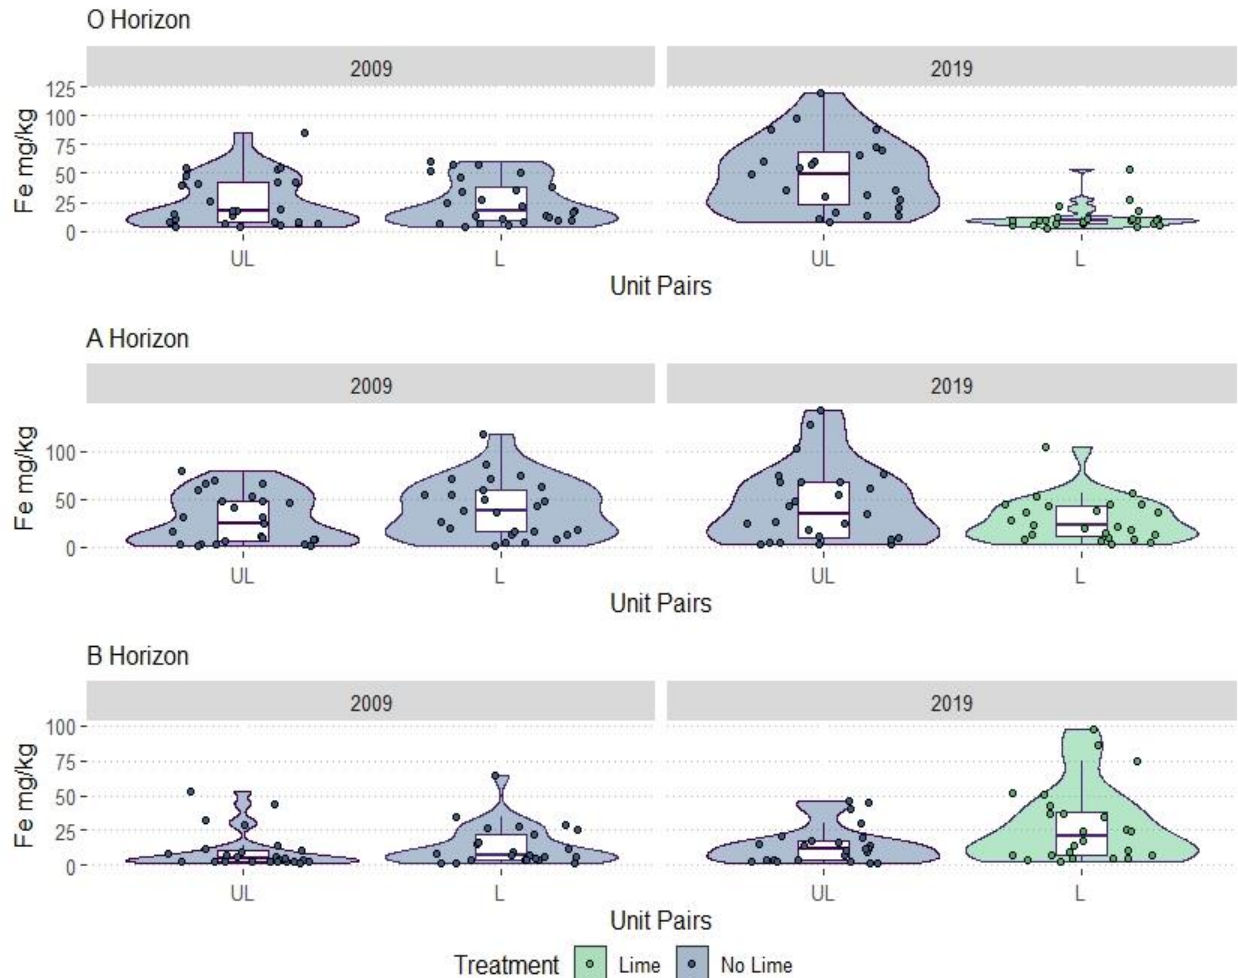 O Horizon
2009 2019
Fe mg/kg
125
100
75
50
25
0
UL L UL L
Unit Pairs
A Horizon
2009 2019
Fe mg/kg
100
50
0
UL L UL L
Unit Pairs
B Horizon
2009 2019
Fe mg/kg
100
75
50
25
0
UL L UL L
Unit Pairs
Treatment Lime No Lime